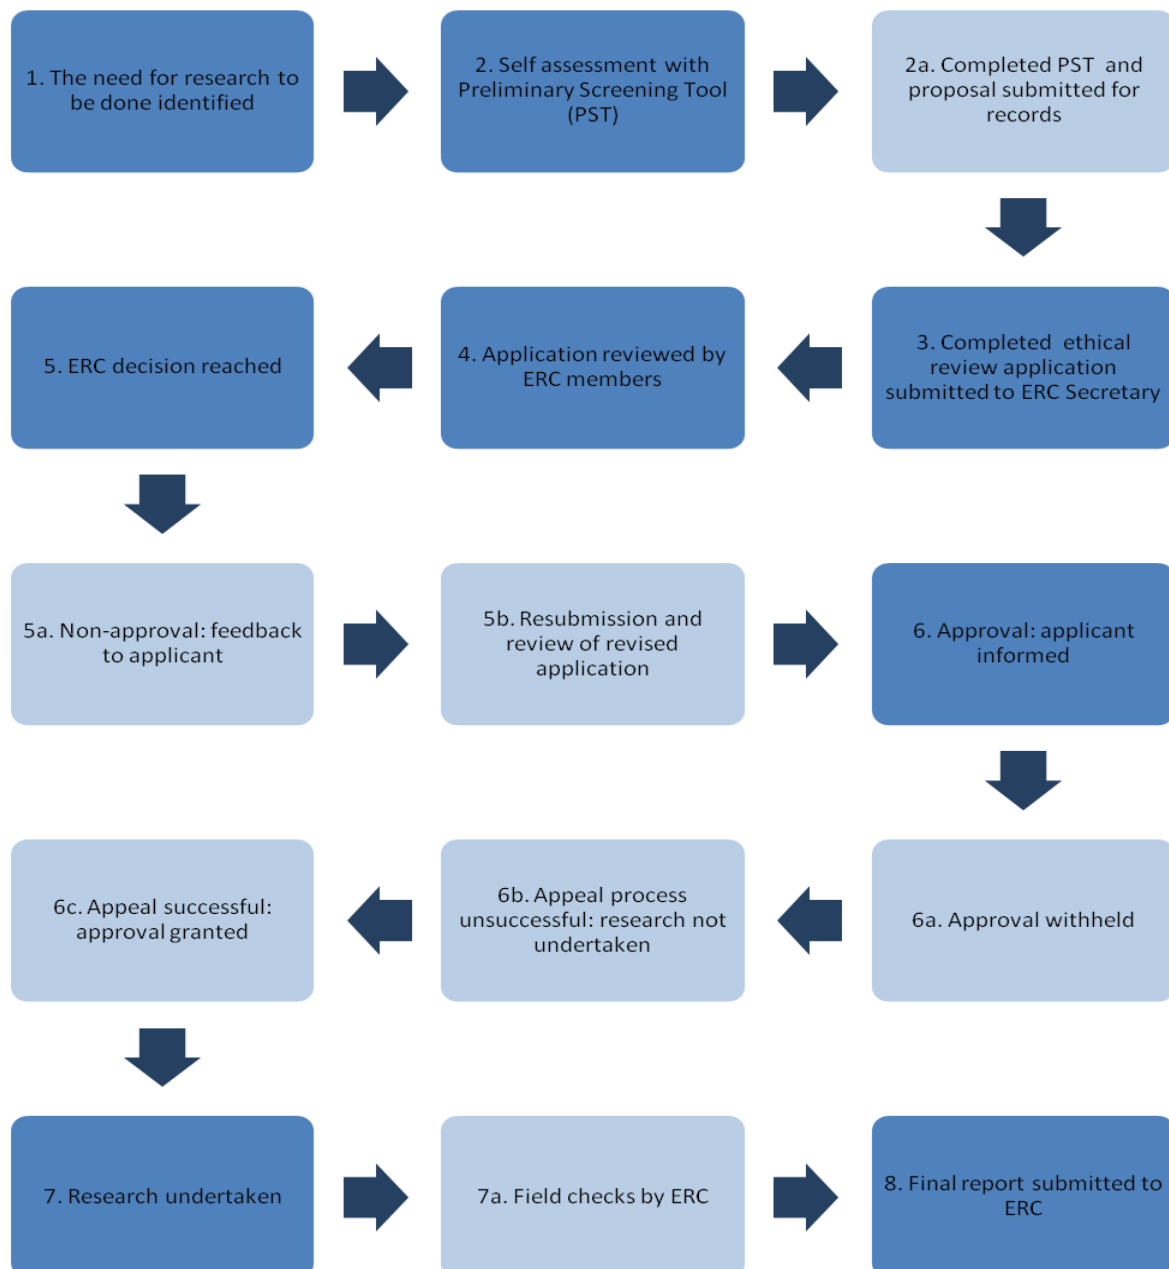 1. The need for research to
be done identified
2. Self assessment with
Preliminary Screening Tool
(PST)
2a. Completed PST and
proposal submitted for
records
5. ERC decision reached
4. Application reviewed by
ERC members
3. Completed ethical
review application
submitted to ERC Secretary
5a. Non-approval: feedback
to applicant
5b. Resubmission and
review of revised
application
6. Approval: applicant
informed
6c. Appeal successful:
approval granted
6b. Appeal process
unsuccessful: research not
undertaken
6a. Approval withheld
7. Research undertaken
7a. Field checks by ERC
8. Final report submitted to
ERC